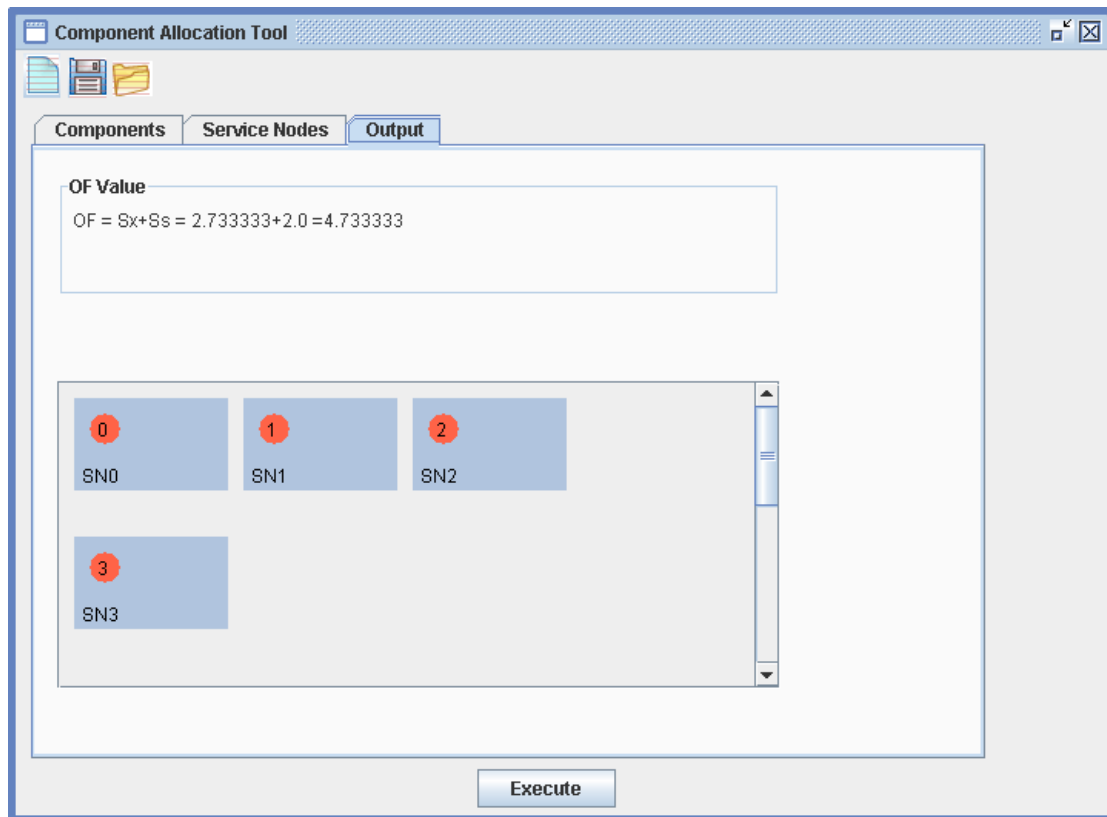 Component Allocation Tool
Components Service Nodes Output
OF Value
OF = Sx+Ss = 2.733333+2.0 =4.733333
0 1 2
SN0 SN1 SN2
3
SN3
Execute